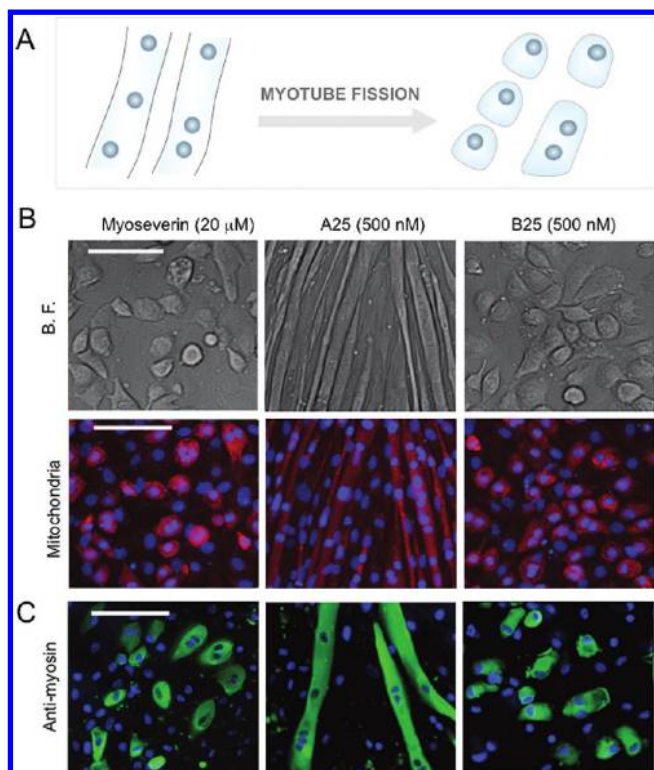 A
MYOTUBE FISSION
B
Myoseverin (20 μM) A25 (500 nM) B25 (500 nM)
B. F.
Mitochondria
C
Anti-myosin